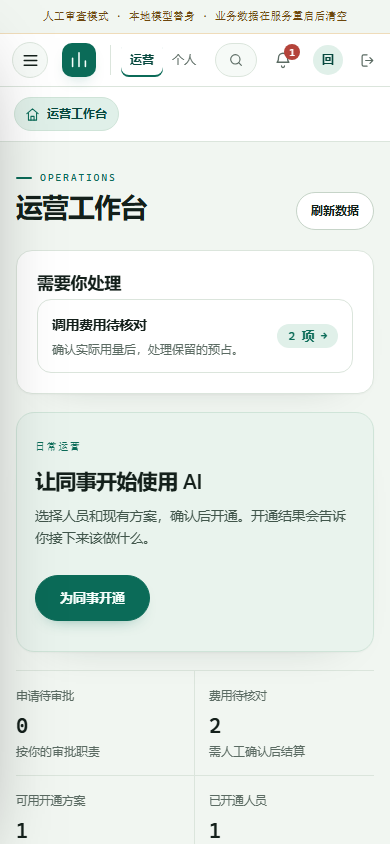 人工审查模式 · 本地模型替身 · 业务数据在服务重启后清空
运营 个人 1 回
运营工作台
OPERATIONS
运营工作台
刷新数据
需要你处理
调用费用待核对
确认实际用量后，处理保留的预占。
2 项 →
日常运营
让同事开始使用 AI
选择人员和现有方案，确认后开通。开通结果会告诉
你接下来该做什么。
为同事开通
申请待审批
0
按你的审批职责
费用待核对
2
需人工确认后结算
可用开通方案
1
已开通人员
1